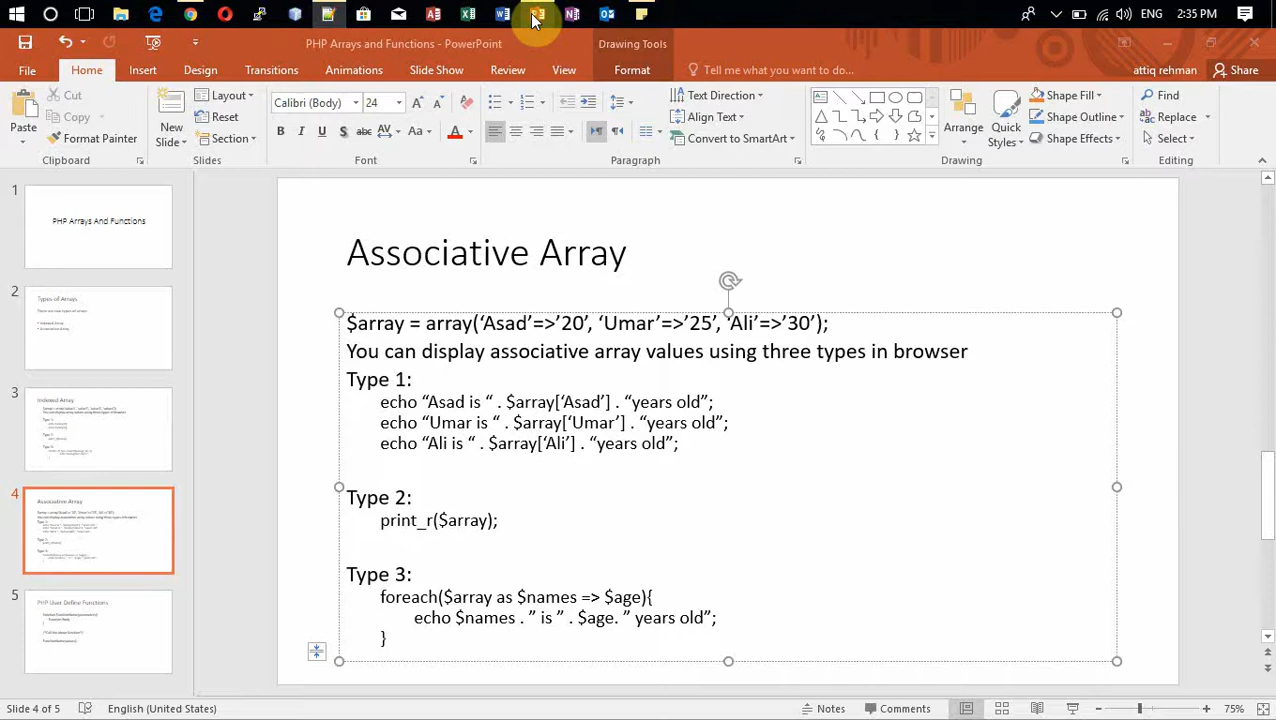 ENG 2:35 PM
PHP Arrays and Functions - PowerPoint
Drawing Tools
File Home Insert Design Transitions Animations Slide Show Review View Format Tell me what you want to do... attiq rehman Share
Paste
Cut
Copy
Format Painter
Clipboard
New Slide
Layout
Reset
Section
Slides
Calibri (Body) 24
B I U S abc AV Aa A
Font
Text Direction
Align Text
Convert to SmartArt
Paragraph
Arrange
Quick Styles
Shape Fill
Shape Outline
Shape Effects
Drawing
Find
Replace
Select
Editing
1
PHP Arrays And Functions
2
Types of Arrays
3
Indexed Array
4
Associative Array
5
PHP User Define Functions
Associative Array
$array = array(‘Asad’=>’20’, ‘Umar’=>’25’, ‘Ali’=>’30’);
You can display associative array values using three types in browser
Type 1:
echo “Asad is “ . $array[‘Asad’] . “years old”;
echo “Umar is “ . $array[‘Umar’] . “years old”;
echo “Ali is “ . $array[‘Ali’] . “years old”;
Type 2:
print_r($array);
Type 3:
foreach($array as $names => $age){
echo $names . ” is ” . $age. ” years old”;
}
Slide 4 of 5 English (United States) Notes Comments 75%